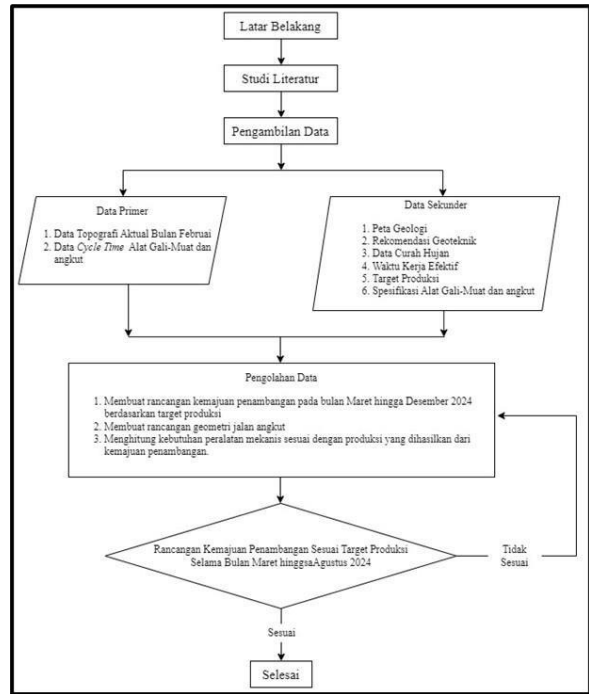 Latar Belakang
Studi Literatur
Pengambilan Data
Data Primer
1. Data Topografi Aktual Bulan Februai
2. Data Cycle Time Alat Gali-Muat dan
angkut
Data Sekunder
1. Peta Geologi
2. Rekomendasi Geoteknik
3. Data Curah Hujan
4. Waktu Kerja Efektif
5. Target Produksi
6. Spesifikasi Alat Gali-Muat dan angkut
Pengolahan Data
1. Membuat rancangan kemajuan penambangan pada bulan Maret hingga Desember 2024
berdasarkan target produksi
2. Membuat rancangan geometri jalan angkut
3. Menghitung kebutuhan peralatan mekanis sesuai dengan produksi yang dihasilkan dari
kemajuan penambangan.
Rancangan Kemajuan Penambangan Sesuai Target Produksi
Selama Bulan Maret hinggsaAgustus 2024
Tidak
Sesuai
Sesuai
Selesai